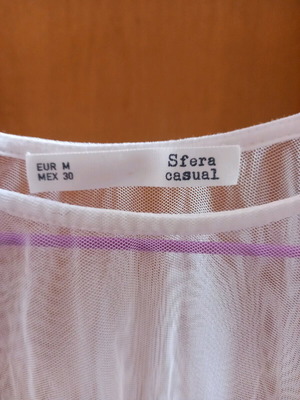 EUR M
MEX 30
Sfera
casual